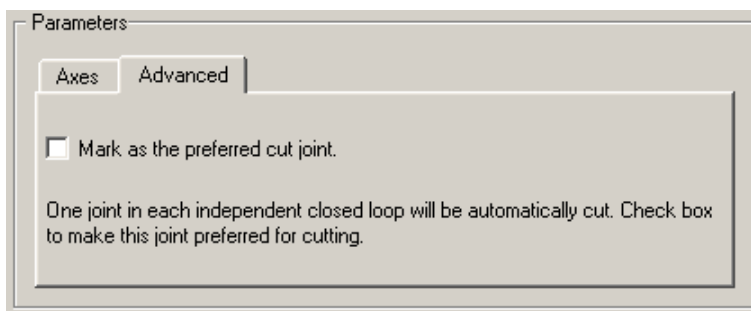 Parameters
Axes Advanced
Mark as the preferred cut joint.
One joint in each independent closed loop will be automatically cut. Check box
to make this joint preferred for cutting.